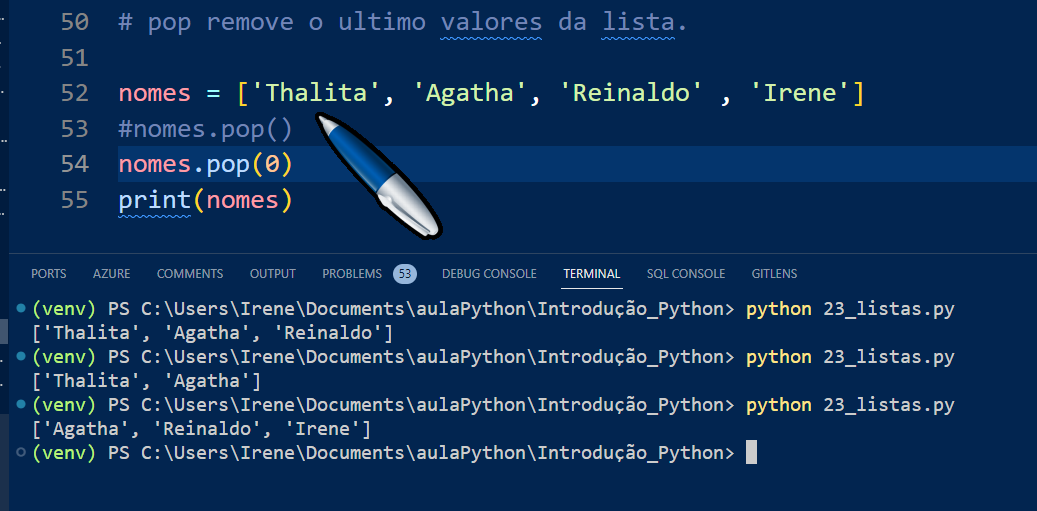 50 # pop remove o ultimo valores da lista.
51
52 nomes = ['Thalita', 'Agatha', 'Reinaldo' , 'Irene']
53 #nomes.pop()
54 nomes.pop(0)
55 print(nomes)
PORTS AZURE COMMENTS OUTPUT PROBLEMS 53 DEBUG CONSOLE TERMINAL SQL CONSOLE GITLENS
(venv) PS C:\Users\Irene\Documents\aulaPython\Introdução_Python> python 23_listas.py
['Thalita', 'Agatha', 'Reinaldo']
(venv) PS C:\Users\Irene\Documents\aulaPython\Introdução_Python> python 23_listas.py
['Thalita', 'Agatha']
(venv) PS C:\Users\Irene\Documents\aulaPython\Introdução_Python> python 23_listas.py
['Agatha', 'Reinaldo', 'Irene']
(venv) PS C:\Users\Irene\Documents\aulaPython\Introdução_Python>